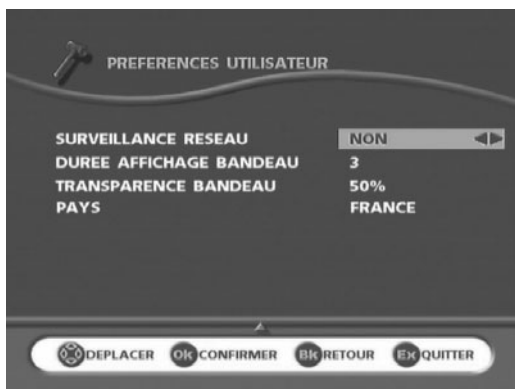 PREFERENCES UTILISATEUR
SURVEILLANCE RESEAU NON
DUREE AFFICHAGE BANDEAU 3
TRANSPARENCE BANDEAU 50%
PAYS FRANCE
DEPLACER Ok CONFIRMER Bk RETOUR Ex QUITTER